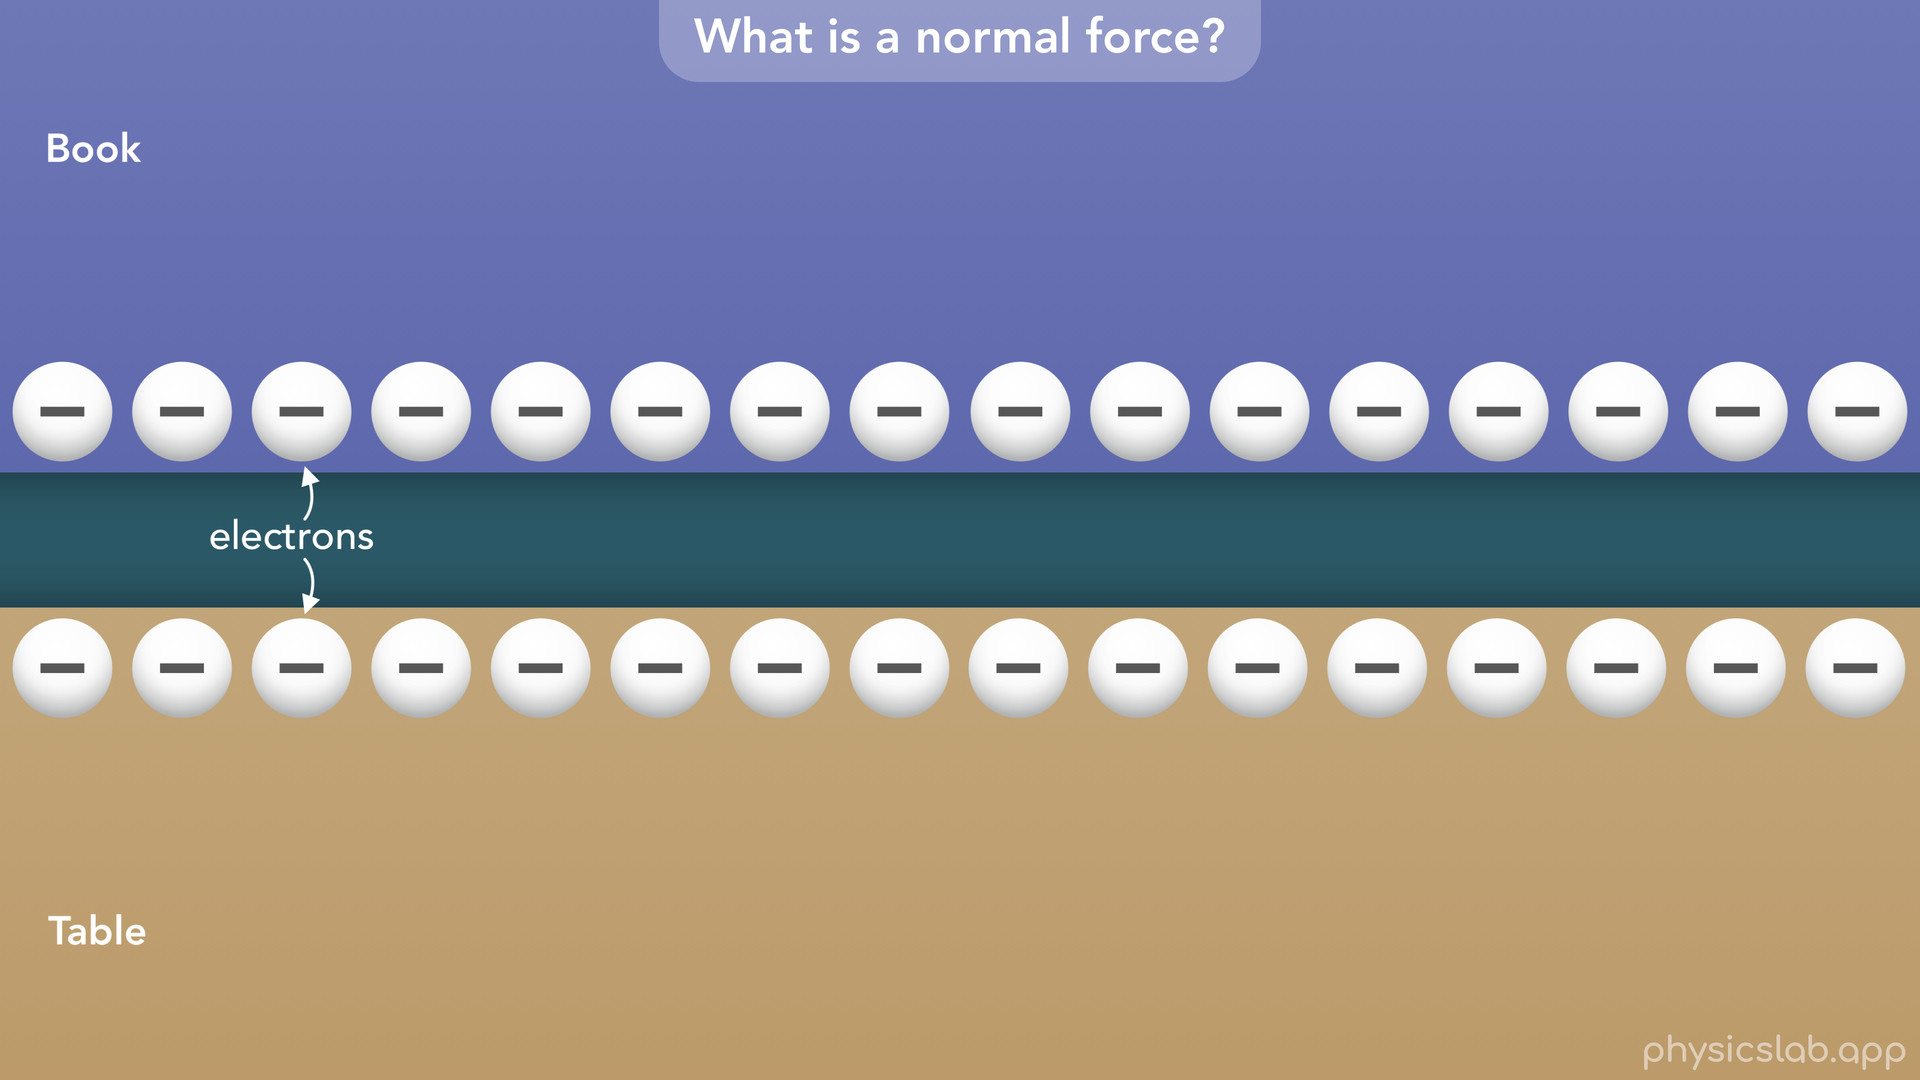 What is a normal force?
Book
electrons
Table
physicslab.app